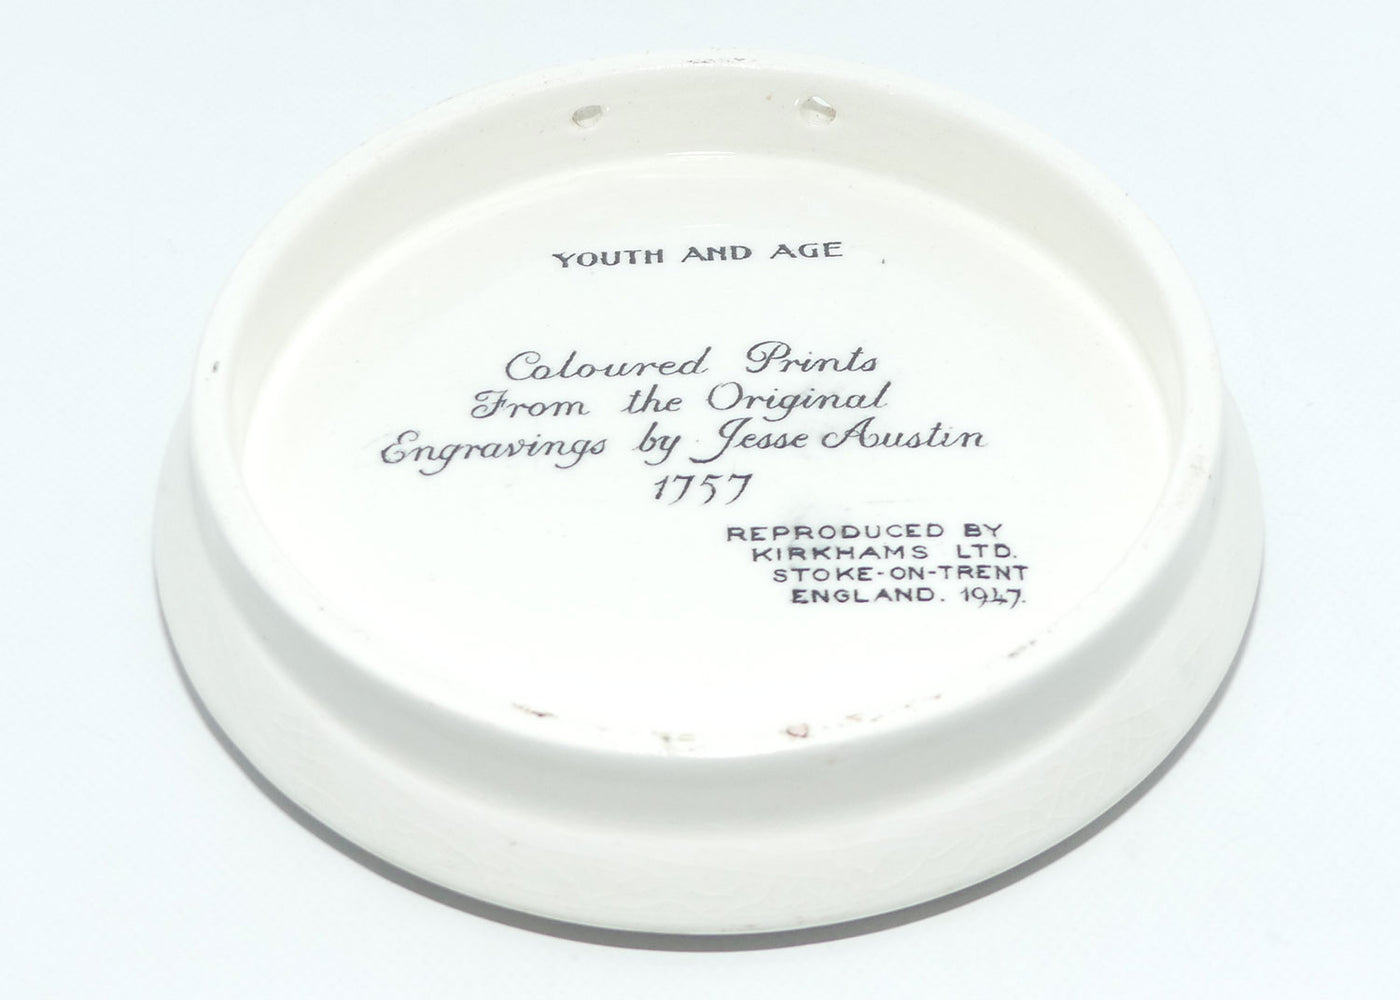 YOUTH AND AGE
Coloured Prints
From the Original
Engravings by Jesse Austin
1757
REPRODUCED BY
KIRKHAMS LTD.
STOKE-ON-TRENT
ENGLAND. 1947.